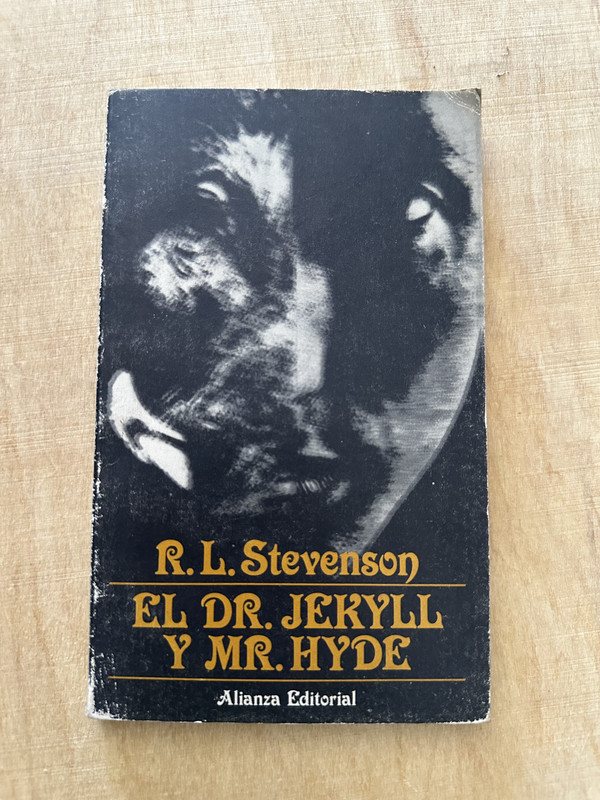 R. L. Stevenson
EL DR. JEKYLL
Y MR. HYDE
Alianza Editorial